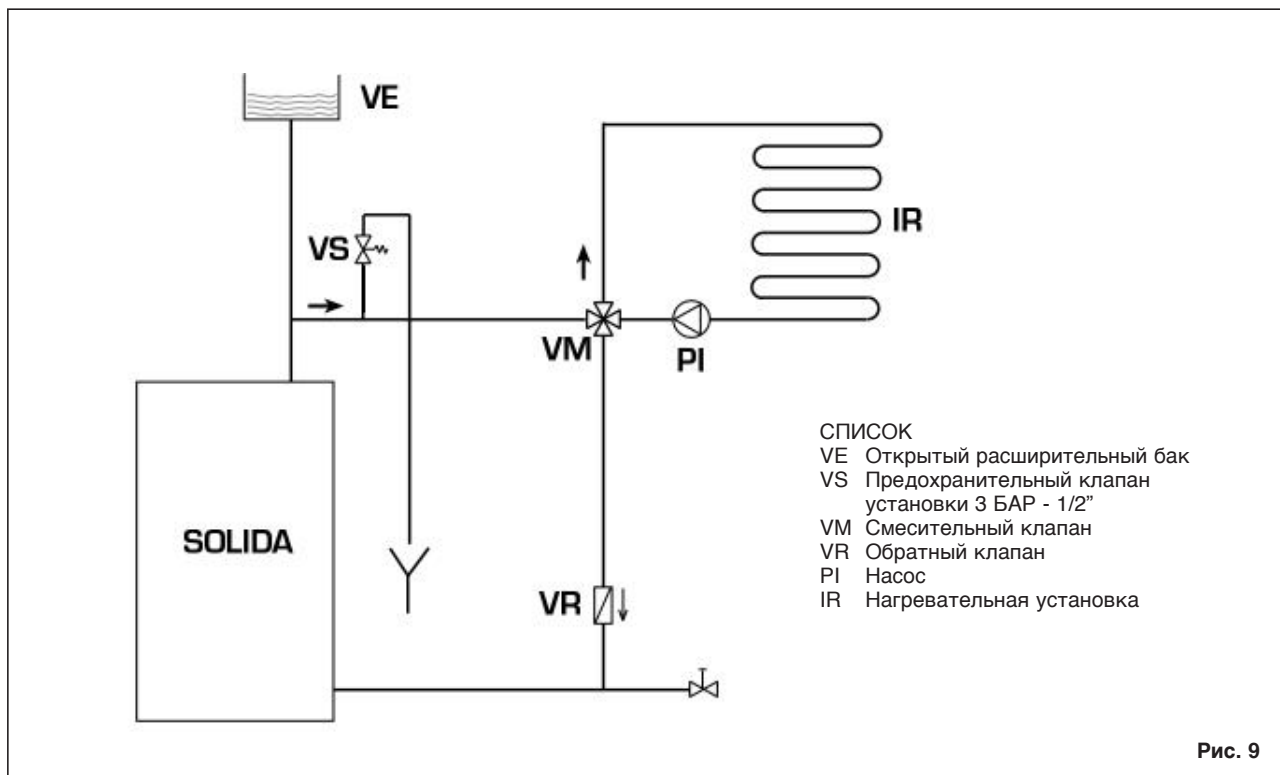 VE
VS
IR
VM
PI
SOLIDA
VR
СПИСОК
VE Открытый расширительный бак
VS Предохранительный клапан
установки 3 БАР - 1/2”
VM Смесительный клапан
VR Обратный клапан
PI Насос
IR Нагревательная установка
Рис. 9